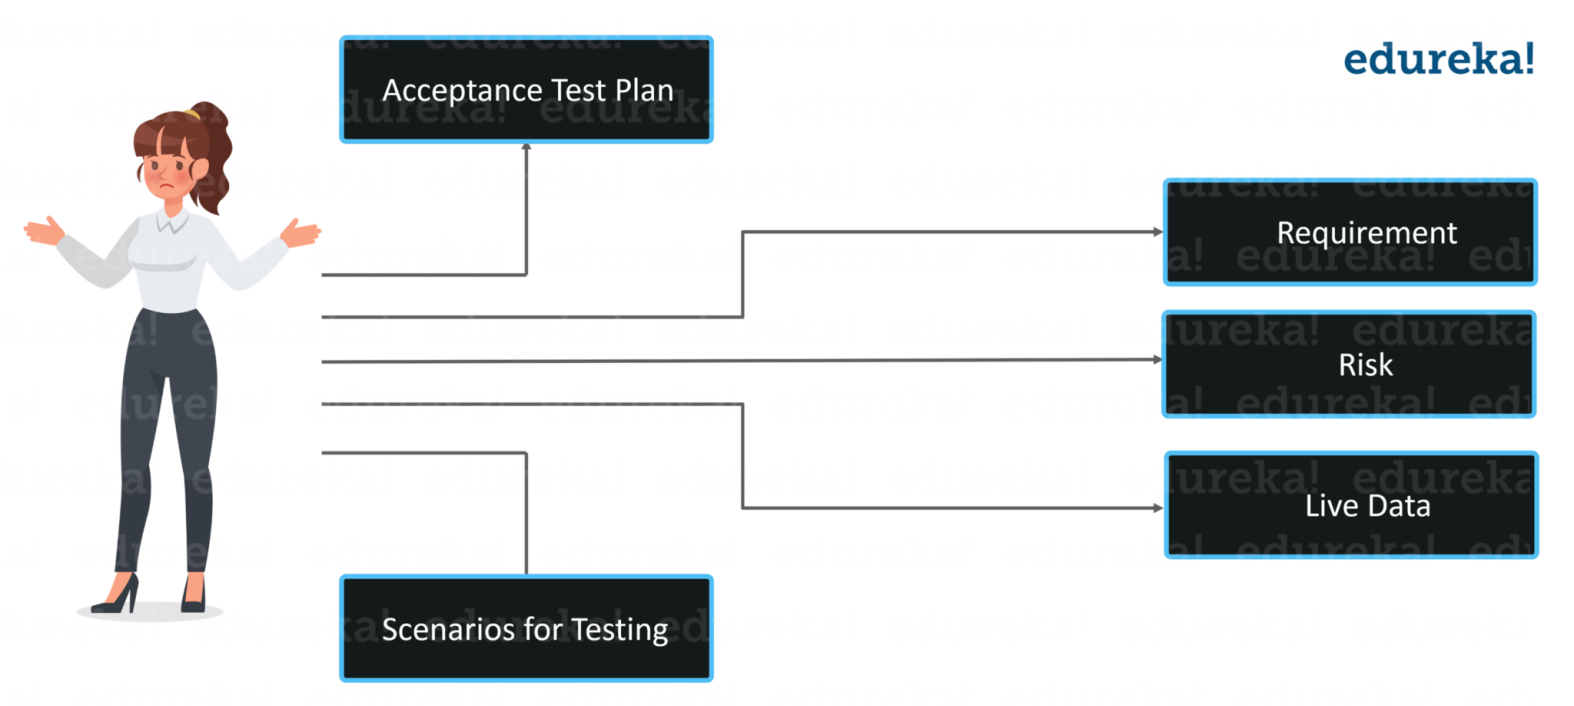 Acceptance Test Plan
edureka!
Requirement
Risk
Live Data
Scenarios for Testing